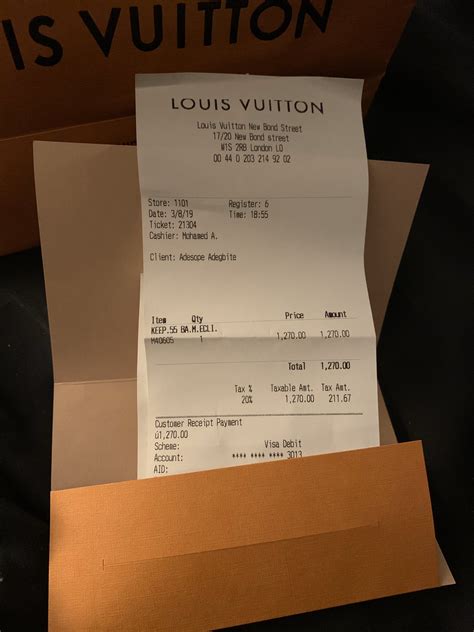 IS VUITTON
LOUIS VUITTON
Louis Vuitton New Bond Street
17/20 New Bond street
W1S 2RB London LO
00 44 0 203 214 92 02
Store: 1101 Register: 6
Date: 3/8/19 Time: 18:55
Ticket: 21304
Cashier: Mohamed A.
Client: Adesope Adegbite
Item Qty Price Amount
KEEP.55 BA.M.ECLI.
M40605 1 1,270.00 1,270.00
Total 1,270.00
Tax % Taxable Amt. Tax Amt.
20% 1,270.00 211.67
Customer Receipt Payment
ú1,270.00
Scheme: Visa Debit
Account: **** **** **** 3013
AID: